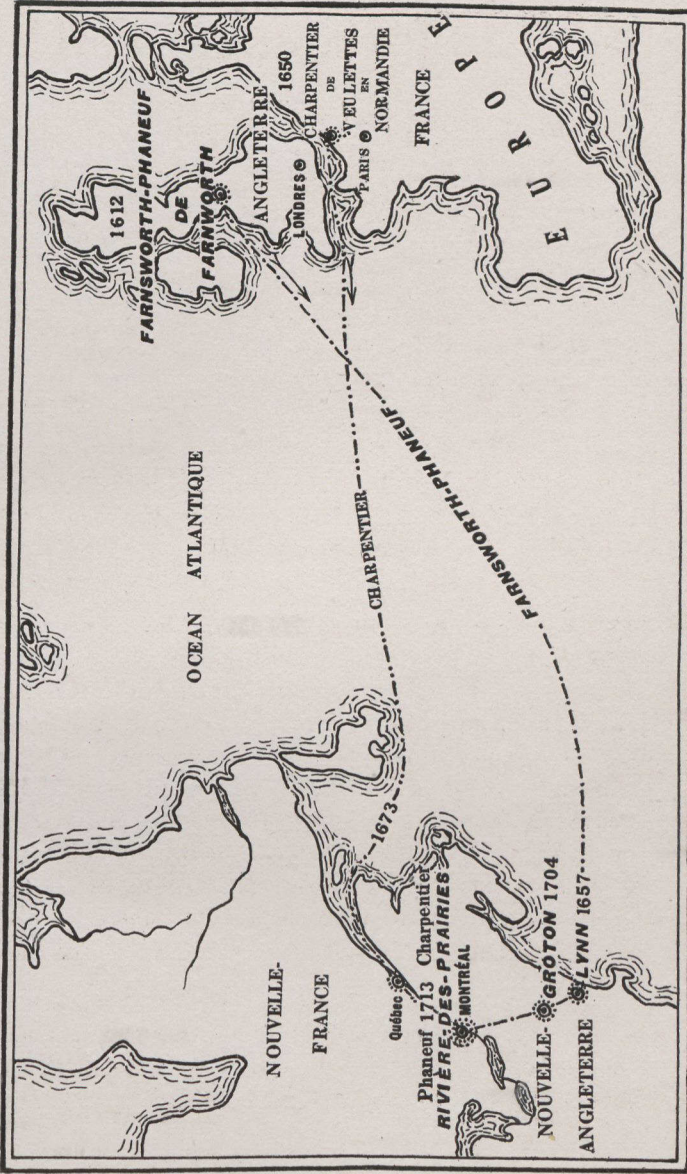 1612
FARNSWORTH-PHANEUF
DE
FARNWORTH
ANGLETERRE
LONDRES
1650
CHARPENTIER
DE
VEULETTES
EN
NORMANDIE
PARIS
FRANCE
EUROPE
OCEAN ATLANTIQUE
CHARPENTIER
FARNSWORTH-PHANEUF
1673
NOUVELLE-
FRANCE
Québec
Phaneuf 1713 Charpentier
RIVIÈRE-DES-PRAIRIES
MONTRÉAL
GROTON 1704
LYNN 1657
NOUVELLE-
ANGLETERRE